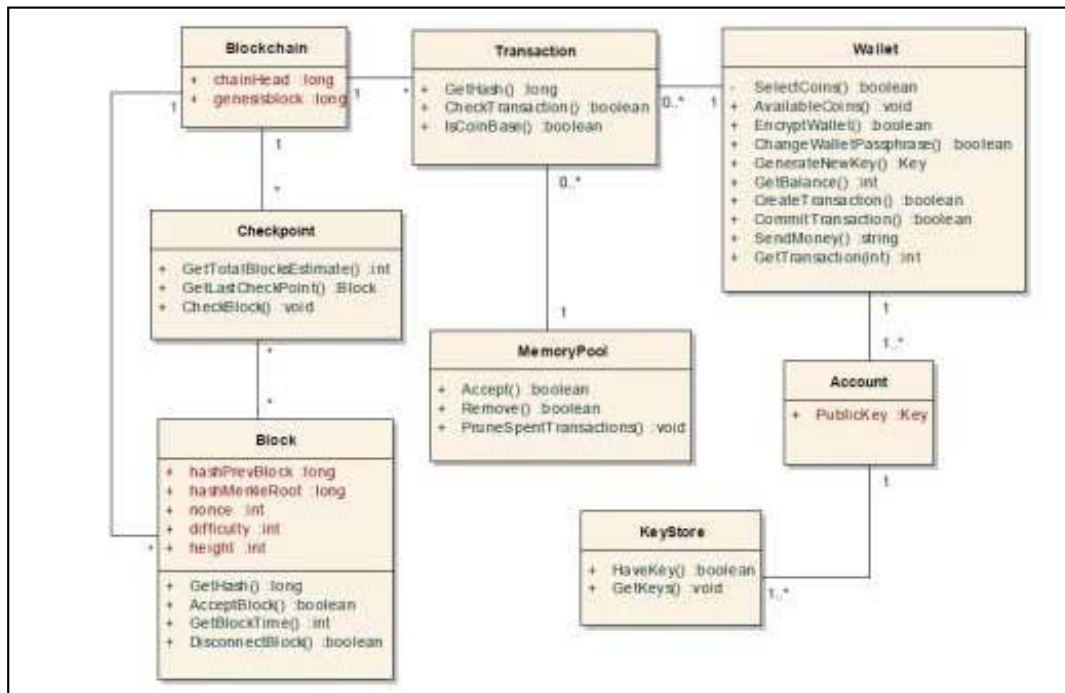 Blockchain
+ chainHead :long
+ genesisblock :long
1
1
1
*
Transaction
+ GetHash() :long
+ CheckTransaction() :boolean
+ IsCoinBase() :boolean
*
0..*
0..*
Wallet
- SelectCoins() :boolean
+ AvailableCoins() :void
+ EncryptWallet() :boolean
+ ChangeWalletPassphrase() :boolean
+ GenerateNewKey() :Key
+ GetBalance() :int
+ CreateTransaction() :boolean
+ CommitTransaction() :boolean
+ SendMoney() :string
+ GetTransaction(int) :int
1
1
1..*
Checkpoint
+ GetTotalBlocksEstimate() :int
+ GetLastCheckPoint() :Block
+ CheckBlock() :void
*
*
1
MemoryPool
+ Accept() :boolean
+ Remove() :boolean
+ PruneSpentTransactions() :void
Account
+ PublicKey :Key
1
Block
+ hashPrevBlock :long
+ hashMerkleRoot :long
+ nonce :int
+ difficulty :int
+ height :int
*
+ GetHash() :long
+ AcceptBlock() :boolean
+ GetBlockTime() :int
+ DisconnectBlock() :boolean
KeyStore
+ HaveKey() :boolean
+ GetKeys() :void
1..*